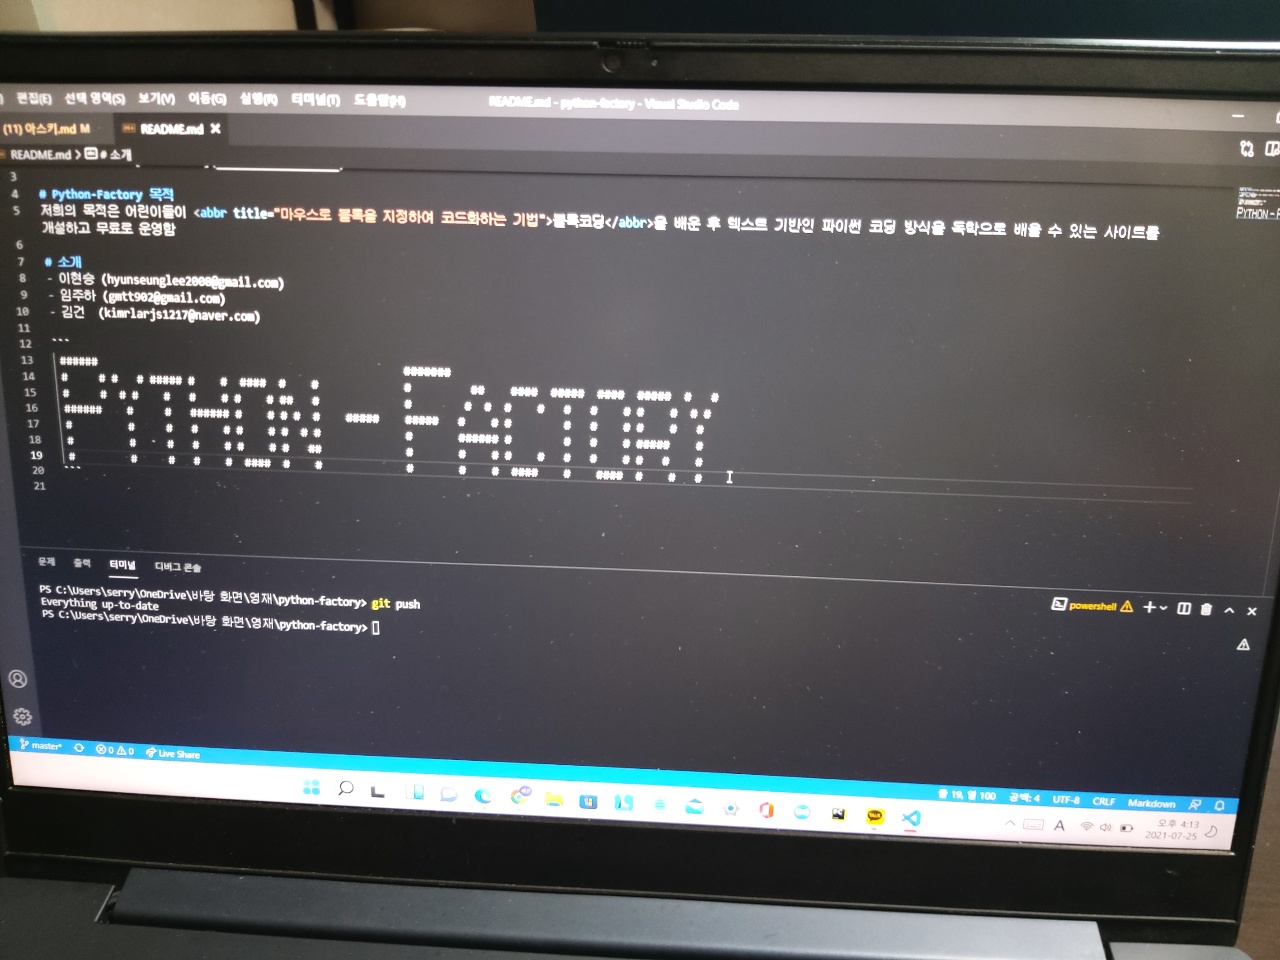 편집(E) 선택 영역(S) 보기(V) 이동(G) 실행(R) 터미널(T) 도움말(H) README.md - python-factory - Visual Studio Code
(11) 아스키.md M README.md
README.md > # 소개
3
4 # Python-Factory 목적
5 저희의 목적은 어린이들이 <abbr title="마우스로 블록을 지정하여 코드화하는 기법">블록코딩</abbr>을 배운 후 텍스트 기반인 파이썬 코딩 방식을 독학으로 배울 수 있는 사이트를
개설하고 무료로 운영함
6
7 # 소개
8 - 이현승 (hyunseunglee2008@gmail.com)
9 - 임주하 (gmtt902@gmail.com)
10 - 김건 (kimrlarjs1217@naver.com)
11
12 ```
13
14
15
16 PYTHON - FACTORY
17
18
19
20 ```
21
문제 출력 터미널 디버그 콘솔
powershell
PS C:\Users\serry\OneDrive\바탕 화면\영재\python-factory> git push
Everything up-to-date
PS C:\Users\serry\OneDrive\바탕 화면\영재\python-factory>
master* 0 0 Live Share 줄 19, 열 100 공백: 4 UTF-8 CRLF Markdown
A 오후 4:13
2021-07-25